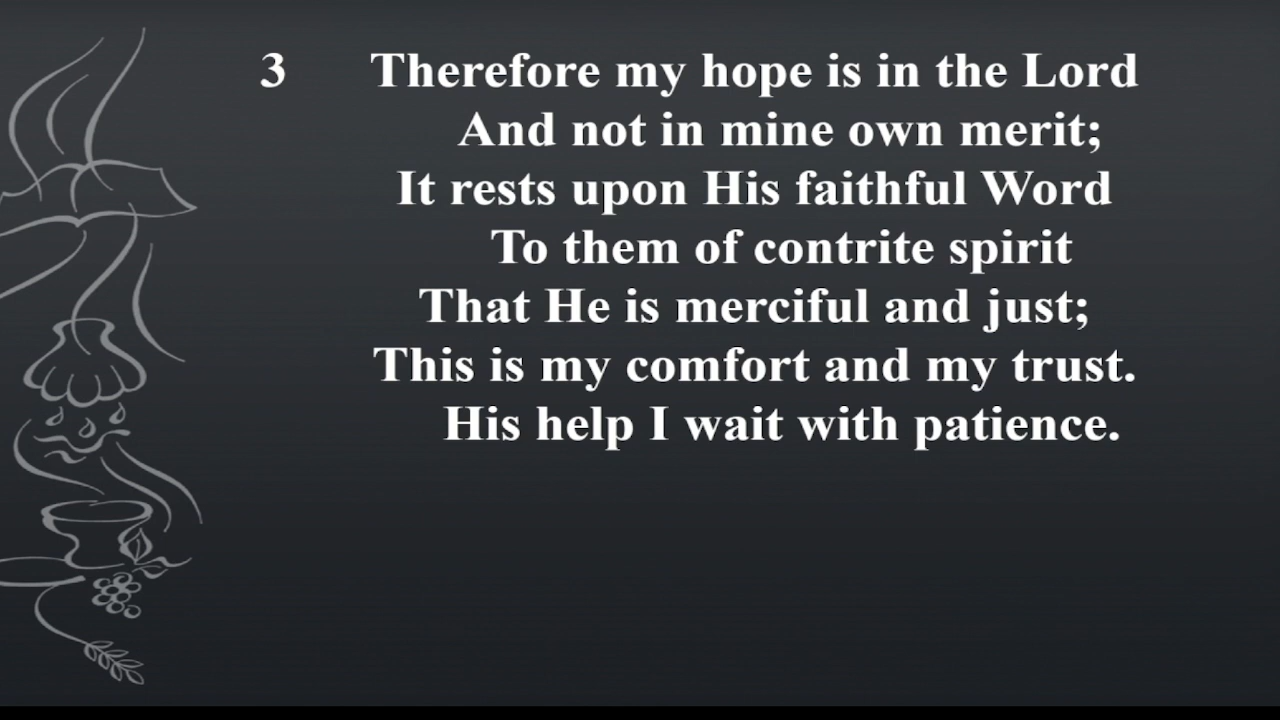 3 Therefore my hope is in the Lord
And not in mine own merit;
It rests upon His faithful Word
To them of contrite spirit
That He is merciful and just;
This is my comfort and my trust.
His help I wait with patience.